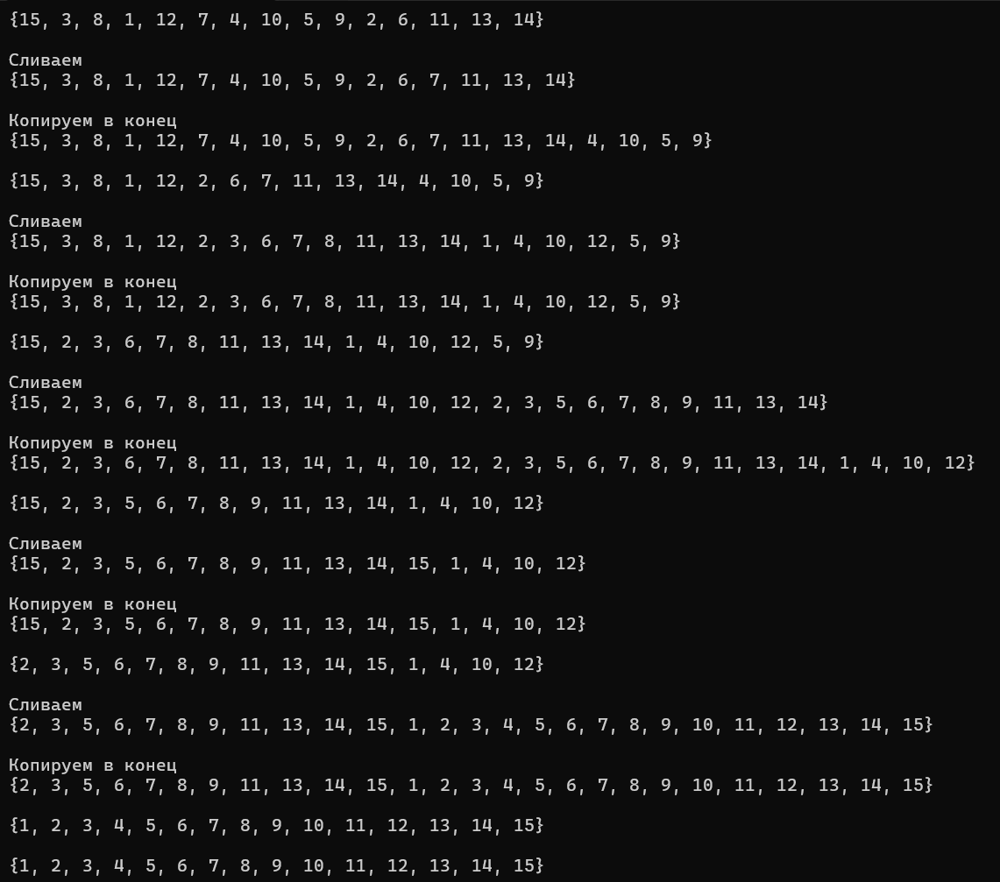 {15, 3, 8, 1, 12, 7, 4, 10, 5, 9, 2, 6, 11, 13, 14}
Сливаем
{15, 3, 8, 1, 12, 7, 4, 10, 5, 9, 2, 6, 7, 11, 13, 14}
Копируем в конец
{15, 3, 8, 1, 12, 7, 4, 10, 5, 9, 2, 6, 7, 11, 13, 14, 4, 10, 5, 9}
{15, 3, 8, 1, 12, 2, 6, 7, 11, 13, 14, 4, 10, 5, 9}
Сливаем
{15, 3, 8, 1, 12, 2, 3, 6, 7, 8, 11, 13, 14, 1, 4, 10, 12, 5, 9}
Копируем в конец
{15, 3, 8, 1, 12, 2, 3, 6, 7, 8, 11, 13, 14, 1, 4, 10, 12, 5, 9}
{15, 2, 3, 6, 7, 8, 11, 13, 14, 1, 4, 10, 12, 5, 9}
Сливаем
{15, 2, 3, 6, 7, 8, 11, 13, 14, 1, 4, 10, 12, 2, 3, 5, 6, 7, 8, 9, 11, 13, 14}
Копируем в конец
{15, 2, 3, 6, 7, 8, 11, 13, 14, 1, 4, 10, 12, 2, 3, 5, 6, 7, 8, 9, 11, 13, 14, 1, 4, 10, 12}
{15, 2, 3, 5, 6, 7, 8, 9, 11, 13, 14, 1, 4, 10, 12}
Сливаем
{15, 2, 3, 5, 6, 7, 8, 9, 11, 13, 14, 15, 1, 4, 10, 12}
Копируем в конец
{15, 2, 3, 5, 6, 7, 8, 9, 11, 13, 14, 15, 1, 4, 10, 12}
{2, 3, 5, 6, 7, 8, 9, 11, 13, 14, 15, 1, 4, 10, 12}
Сливаем
{2, 3, 5, 6, 7, 8, 9, 11, 13, 14, 15, 1, 2, 3, 4, 5, 6, 7, 8, 9, 10, 11, 12, 13, 14, 15}
Копируем в конец
{2, 3, 5, 6, 7, 8, 9, 11, 13, 14, 15, 1, 2, 3, 4, 5, 6, 7, 8, 9, 10, 11, 12, 13, 14, 15}
{1, 2, 3, 4, 5, 6, 7, 8, 9, 10, 11, 12, 13, 14, 15}
{1, 2, 3, 4, 5, 6, 7, 8, 9, 10, 11, 12, 13, 14, 15}